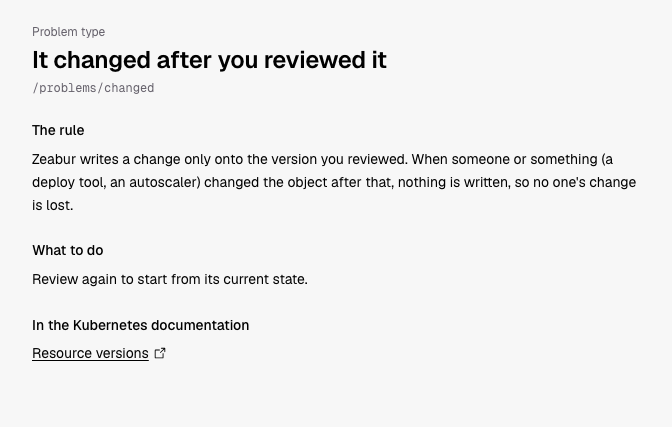 Problem type
It changed after you reviewed it
/problems/changed
The rule
Zeabur writes a change only onto the version you reviewed. When someone or something (a
deploy tool, an autoscaler) changed the object after that, nothing is written, so no one's change
is lost.
What to do
Review again to start from its current state.
In the Kubernetes documentation
Resource versions